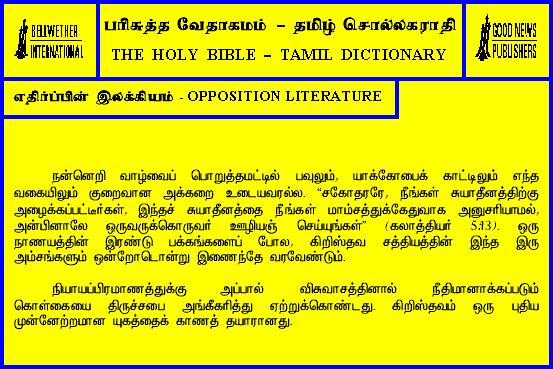 BELLWETHER
INTERNATIONAL
பரிசுத்த வேதாகமம் – தமிழ் சொல்லகராதி
THE HOLY BIBLE – TAMIL DICTIONARY
GOOD NEWS
PUBLISHERS
எதிர்ப்பின் இலக்கியம் - OPPOSITION LITERATURE
நன்னெறி வாழ்வைப் பொறுத்தமட்டில் பவுலும், யாக்கோபைக் காட்டிலும் எந்த
வகையிலும் குறைவான அக்கறை உடையவரல்ல. “சகோதரரே, நீங்கள் சுயாதீனத்திற்கு
அழைக்கப்பட்டீர்கள், இந்தச் சுயாதீனத்தை நீங்கள் மாம்சத்துக்கேதுவாக அனுசரியாமல்,
அன்பினாலே ஒருவருக்கொருவர் ஊழியஞ் செய்யுங்கள்” (கலாத்தியர் 5:13). ஒரு
நாணயத்தின் இரண்டு பக்கங்களைப் போல, கிறிஸ்தவ சத்தியத்தின் இந்த இரு
அம்சங்களும் ஒன்றோடொன்று இணைந்தே வரவேண்டும்.
நியாயப்பிரமாணத்துக்கு அப்பால் விசுவாசத்தினால் நீதிமானாக்கப்படும்
கொள்கையை திருச்சபை அங்கீகரித்து ஏற்றுக்கொண்டது. கிறிஸ்தவம் ஒரு புதிய
முன்னேற்றமான யுகத்தைக் காணத் தயாரானது.